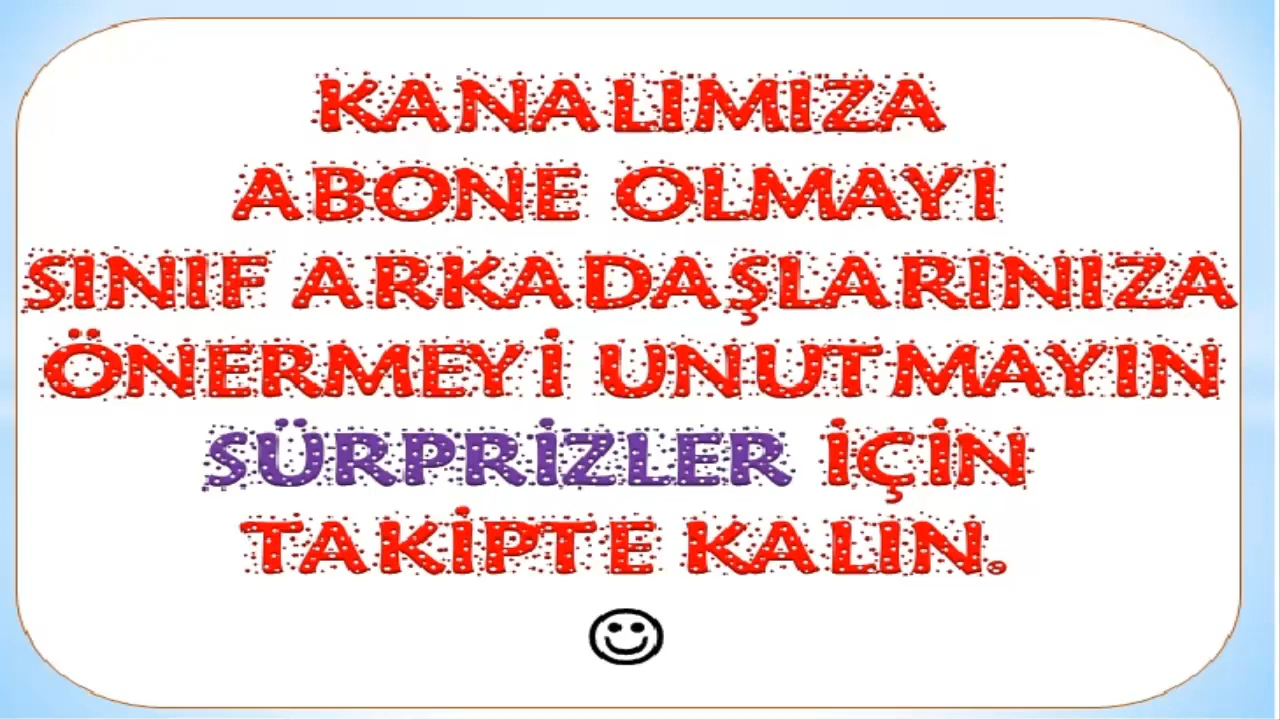 KANALIMIZA
ABONE OLMAYI
SINIF ARKADAŞLARINIZA
ÖNERMEYİ UNUTMAYIN
SÜRPRİZLER İÇİN
TAKİPTE KALIN.